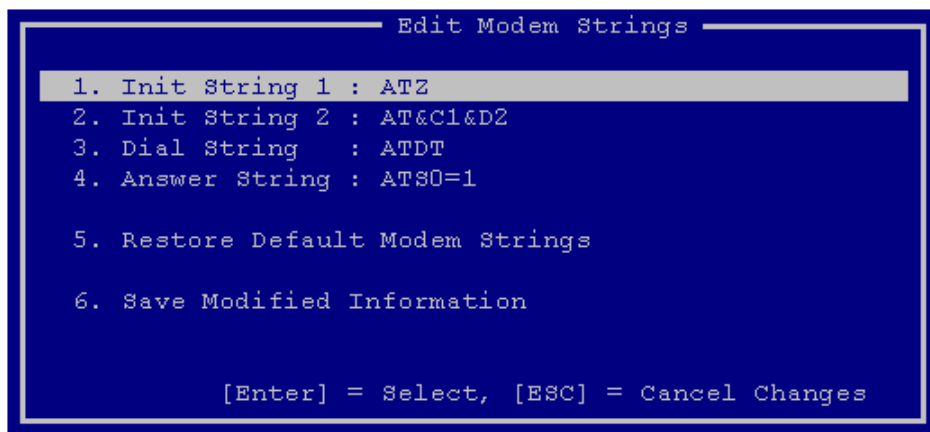 Edit Modem Strings
1. Init String 1 : ATZ
2. Init String 2 : AT&C1&D2
3. Dial String   : ATDT
4. Answer String : ATS0=1
5. Restore Default Modem Strings
6. Save Modified Information
[Enter] = Select, [ESC] = Cancel Changes